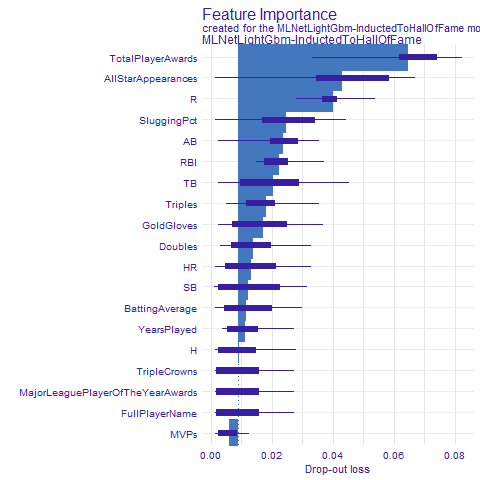 Feature Importance
created for the MLNetLightGbm-InductedToHallOfFame mo
MLNetLightGbm-InductedToHallOfFame
TotalPlayerAwards
AllStarAppearances
R
SluggingPct
AB
RBI
TB
Triples
GoldGloves
Doubles
HR
SB
BattingAverage
YearsPlayed
H
TripleCrowns
MajorLeaguePlayerOfTheYearAwards
FullPlayerName
MVPs
0.00 0.02 0.04 0.06 0.08
Drop-out loss